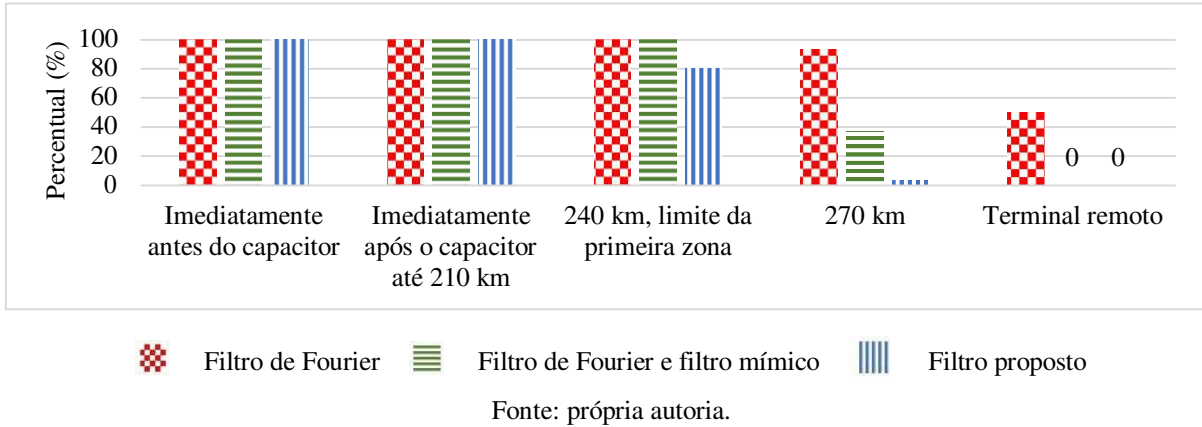 Percentual (%)
100
80
60
40
20
0
0 0
Imediatamente antes do capacitor
Imediatamente após o capacitor até 210 km
240 km, limite da primeira zona
270 km
Terminal remoto
Filtro de Fourier
Filtro de Fourier e filtro mímico
Filtro proposto
Fonte: própria autoria.